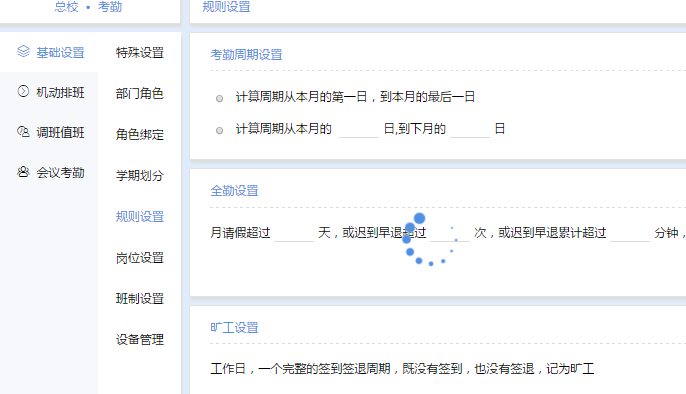 总校 • 考勤
规则设置
基础设置
机动排班
调班值班
会议考勤
特殊设置
部门角色
角色绑定
学期划分
规则设置
岗位设置
班制设置
设备管理
考勤周期设置
计算周期从本月的第一日，到本月的最后一日
计算周期从本月的 日,到下月的 日
全勤设置
月请假超过 天，或迟到早退超过 次，或迟到早退累计超过 分钟，
旷工设置
工作日，一个完整的签到签退周期，既没有签到，也没有签退，记为旷工